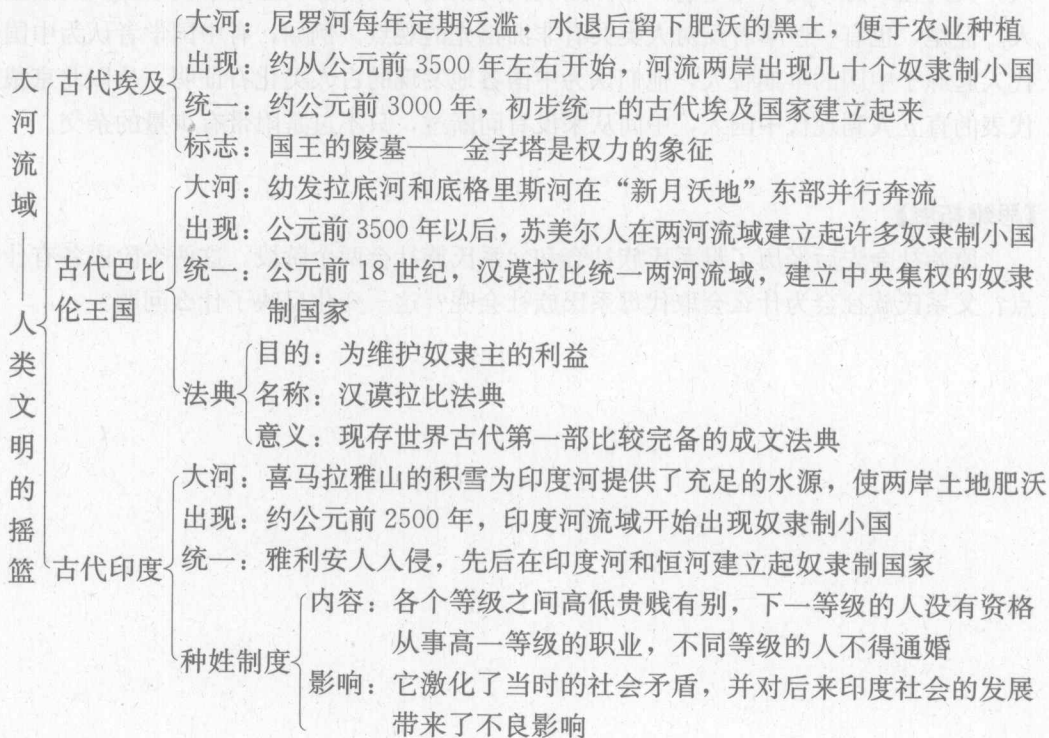 大河流域——人类文明的摇篮
古代埃及
大河：尼罗河每年定期泛滥，水退后留下肥沃的黑土，便于农业种植
出现：约从公元前 3500 年左右开始，河流两岸出现几十个奴隶制小国
统一：约公元前 3000 年，初步统一的古代埃及国家建立起来
标志：国王的陵墓——金字塔是权力的象征
古代巴比
伦王国
大河：幼发拉底河和底格里斯河在“新月沃地”东部并行奔流
出现：公元前 3500 年以后，苏美尔人在两河流域建立起许多奴隶制小国
统一：公元前 18 世纪，汉谟拉比统一两河流域，建立中央集权的奴隶
制国家
法典
目的：为维护奴隶主的利益
名称：汉谟拉比法典
意义：现存世界古代第一部比较完备的成文法典
古代印度
大河：喜马拉雅山的积雪为印度河提供了充足的水源，使两岸土地肥沃
出现：约公元前 2500 年，印度河流域开始出现奴隶制小国
统一：雅利安人入侵，先后在印度河和恒河建立起奴隶制国家
种姓制度
内容：各个等级之间高低贵贱有别，下一等级的人没有资格
从事高一等级的职业，不同等级的人不得通婚
影响：它激化了当时的社会矛盾，并对后来印度社会的发展
带来了不良影响